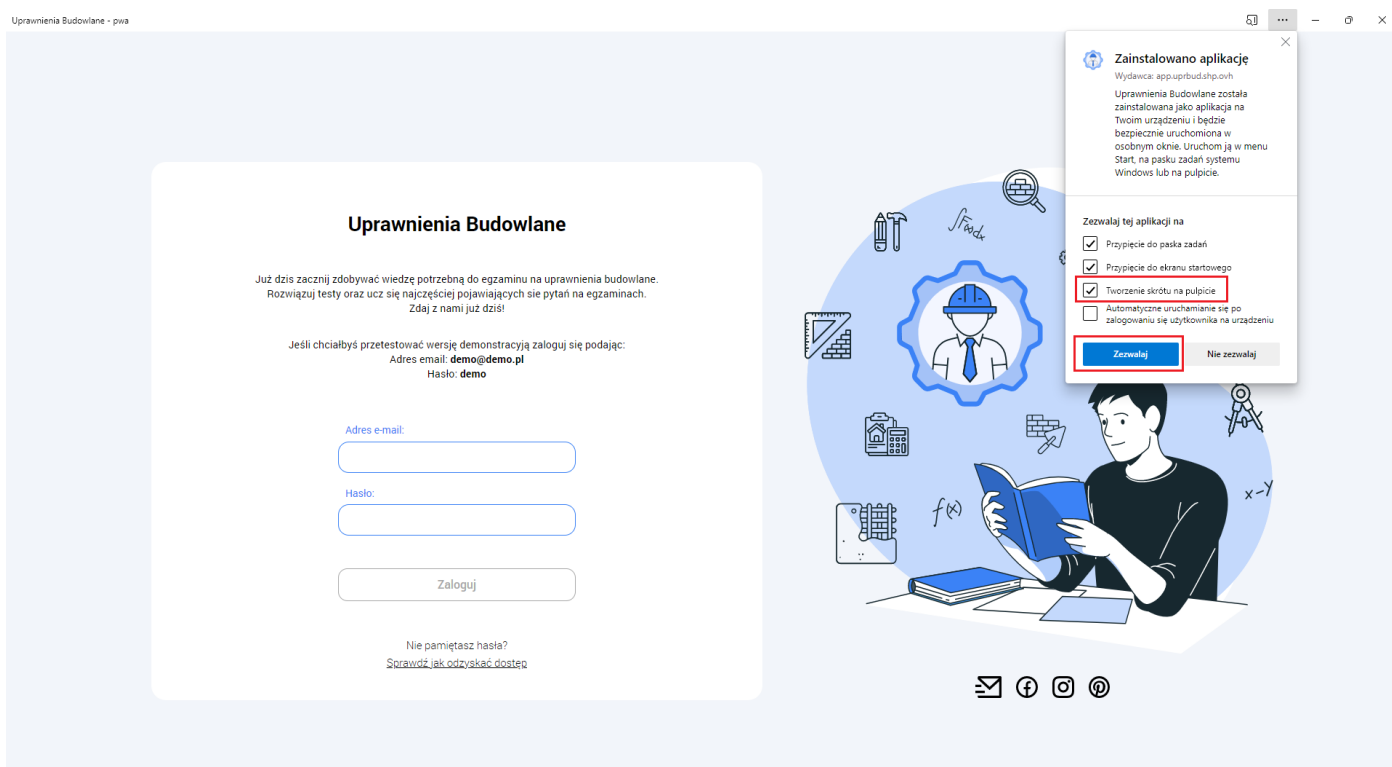 Uprawnienia Budowlane - pwa
Uprawnienia Budowlane
Już dzis zacznij zdobywać wiedzę potrzebną do egzaminu na uprawnienia budowlane.
Rozwiązuj testy oraz ucz się najczęściej pojawiających sie pytań na egzaminach.
Zdaj z nami już dziś!
Jeśli chciałbyś przetestować wersję demonstracyją zaloguj się podając:
Adres email: demo@demo.pl
Hasło: demo
Adres e-mail:
Hasło:
Zaloguj
Nie pamiętasz hasła?
Sprawdź jak odzyskać dostęp
Zainstalowano aplikację
Wydawca: app.uprbud.shp.ovh
Uprawnienia Budowlane została
zainstalowana jako aplikacja na
Twoim urządzeniu i będzie
bezpiecznie uruchomiona w
osobnym oknie. Uruchom ją w menu
Start, na pasku zadań systemu
Windows lub na pulpicie.
Zezwalaj tej aplikacji na
Przypięcie do paska zadań
Przypięcie do ekranu startowego
Tworzenie skrótu na pulpicie
Automatyczne uruchamianie się po
zalogowaniu się użytkownika na urządzeniu
Zezwalaj
Nie zezwalaj
f(x)
x-y